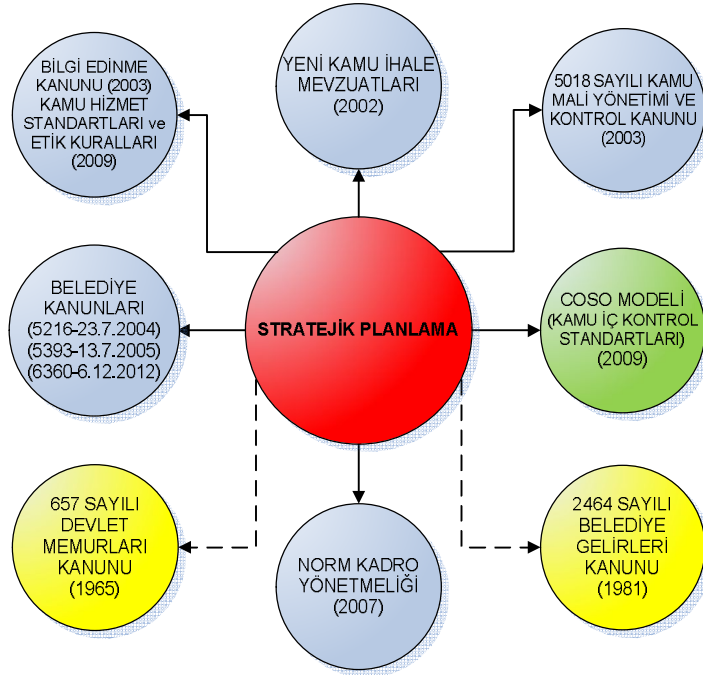 BİLGİ EDİNME
KANUNU (2003)
KAMU HİZMET
STANDARTLARI ve
ETİK KURALLARI
(2009)
YENİ KAMU İHALE
MEVZUATLARI
(2002)
5018 SAYILI KAMU
MALİ YÖNETİMİ VE
KONTROL KANUNU
(2003)
BELEDİYE
KANUNLARI
(5216-23.7.2004)
(5393-13.7.2005)
(6360-6.12.2012)
STRATEJİK PLANLAMA
COSO MODELİ
(KAMU İÇ KONTROL
STANDARTLARI)
(2009)
657 SAYILI
DEVLET
MEMURLARI
KANUNU
(1965)
NORM KADRO
YÖNETMELİĞİ
(2007)
2464 SAYILI
BELEDİYE
GELİRLERİ
KANUNU
(1981)